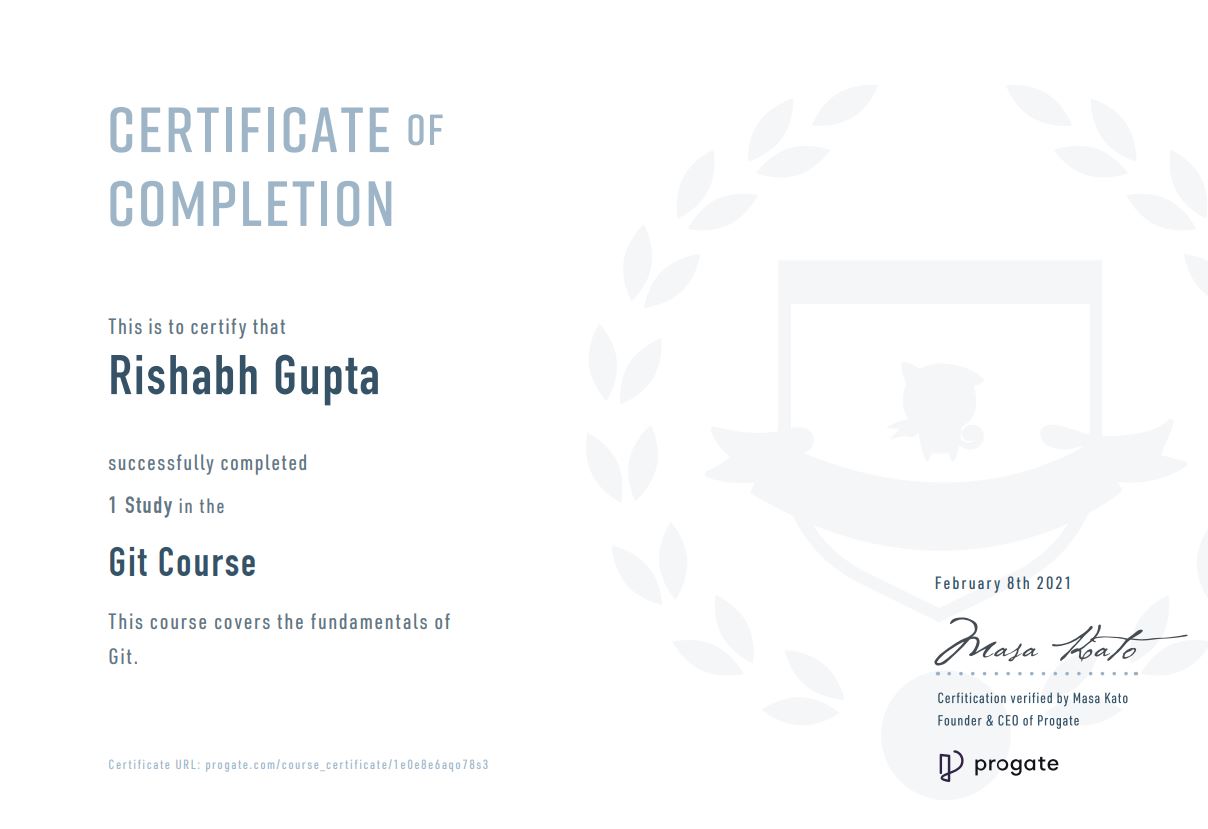 CERTIFICATE OF
COMPLETION
This is to certify that
Rishabh Gupta
successfully completed
1 Study in the
Git Course
This course covers the fundamentals of
Git.
February 8th 2021
Masa Kato
Cerfitication verified by Masa Kato
Founder & CEO of Progate
progate
Certificate URL: progate.com/course_certificate/1e0e8e6aqo78s3